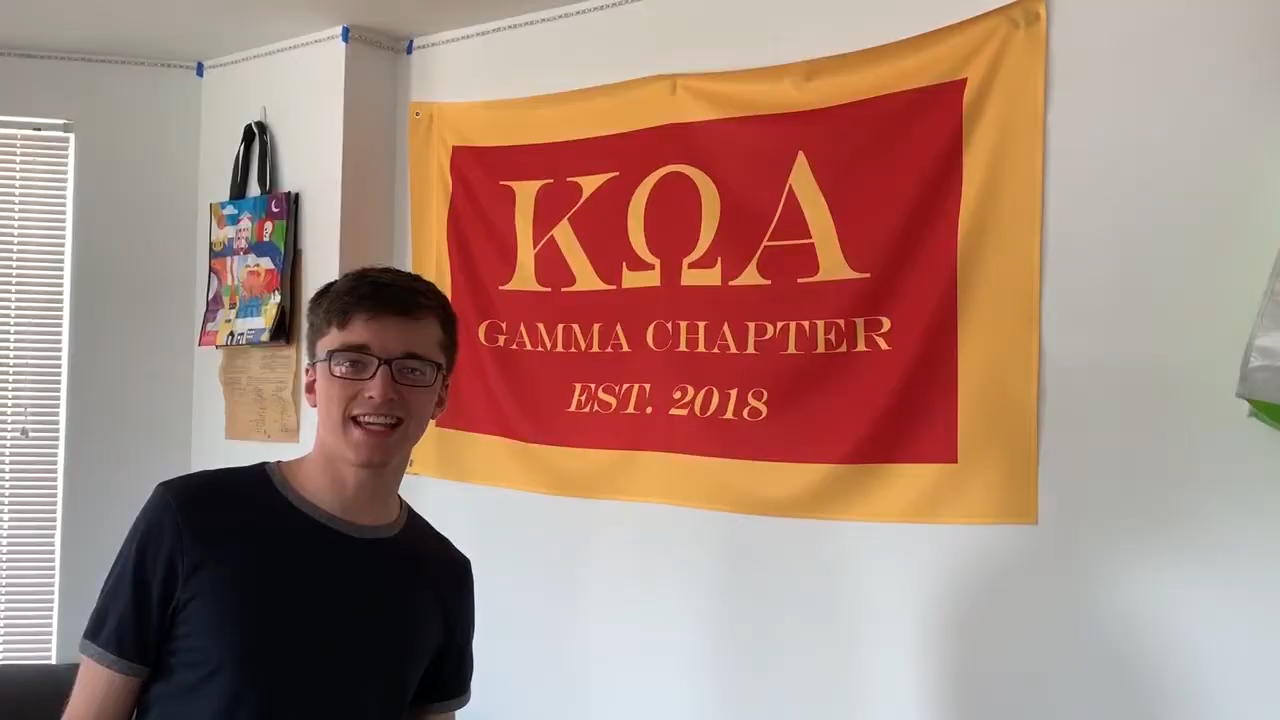 ΚΩΑ
GAMMA CHAPTER
EST. 2018